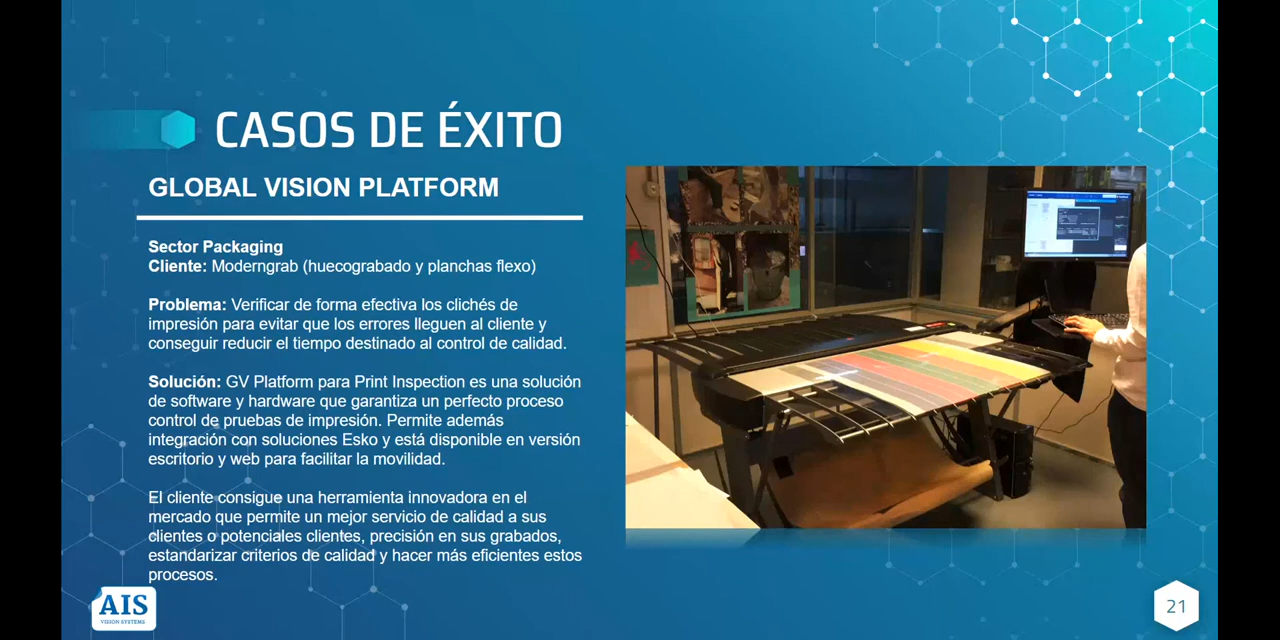 CASOS DE ÉXITO
GLOBAL VISION PLATFORM
Sector Packaging
Cliente: Moderngrab (huecograbado y planchas flexo)
Problema: Verificar de forma efectiva los clichés de
impresión para evitar que los errores lleguen al cliente y
conseguir reducir el tiempo destinado al control de calidad.
Solución: GV Platform para Print Inspection es una solución
de software y hardware que garantiza un perfecto proceso
control de pruebas de impresión. Permite además
integración con soluciones Esko y está disponible en versión
escritorio y web para facilitar la movilidad.
El cliente consigue una herramienta innovadora en el
mercado que permite un mejor servicio de calidad a sus
clientes o potenciales clientes, precisión en sus grabados,
estandarizar criterios de calidad y hacer más eficientes estos
procesos.
AIS
VISION SYSTEMS
21